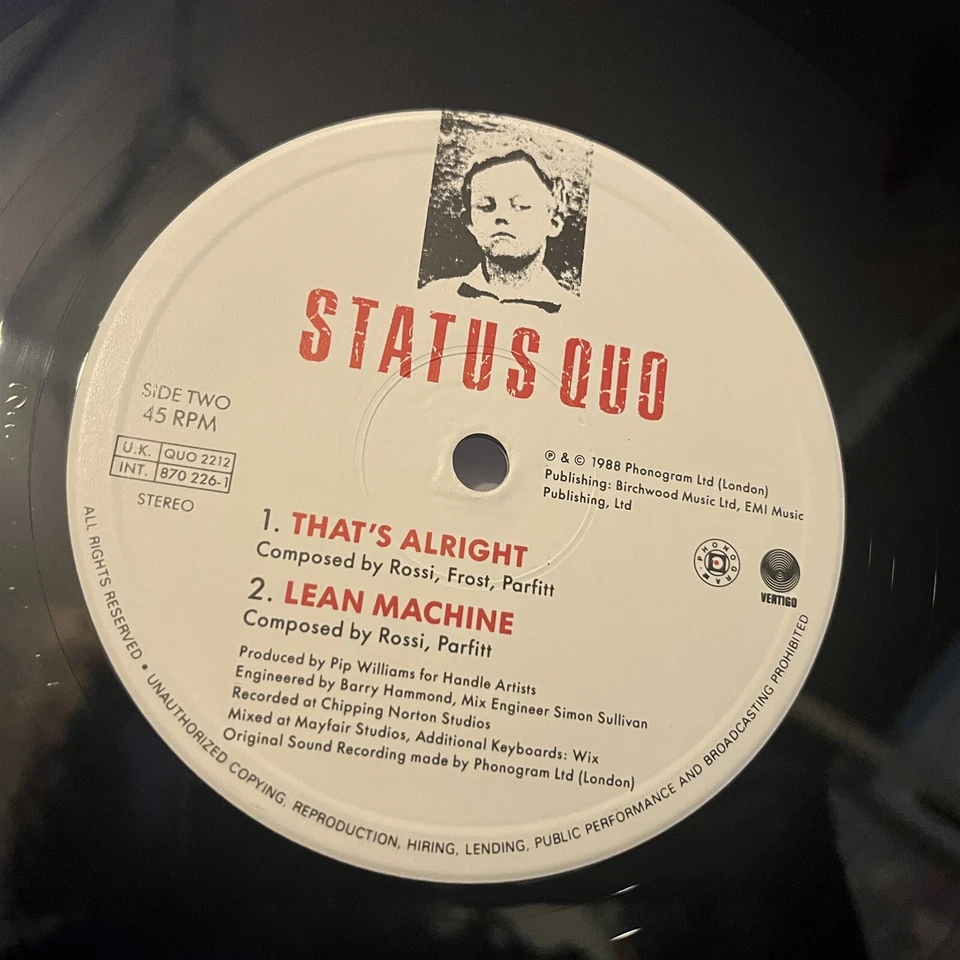 STATUS QUO
SIDE TWO
45 RPM
U.K. QUO 2212
INT. 870 226-1
STEREO
℗ & © 1988 Phonogram Ltd (London)
Publishing: Birchwood Music Ltd, EMI Music
Publishing, Ltd
PHONOGRAM
VERTIGO
1. THAT'S ALRIGHT
Composed by Rossi, Frost, Parfitt
2. LEAN MACHINE
Composed by Rossi, Parfitt
Produced by Pip Williams for Handle Artists
Engineered by Barry Hammond, Mix Engineer Simon Sullivan
Recorded at Chipping Norton Studios
Mixed at Mayfair Studios, Additional Keyboards: Wix
Original Sound Recording made by Phonogram Ltd (London)
ALL RIGHTS RESERVED • UNAUTHORIZED COPYING, REPRODUCTION, HIRING, LENDING, PUBLIC PERFORMANCE AND BROADCASTING PROHIBITED